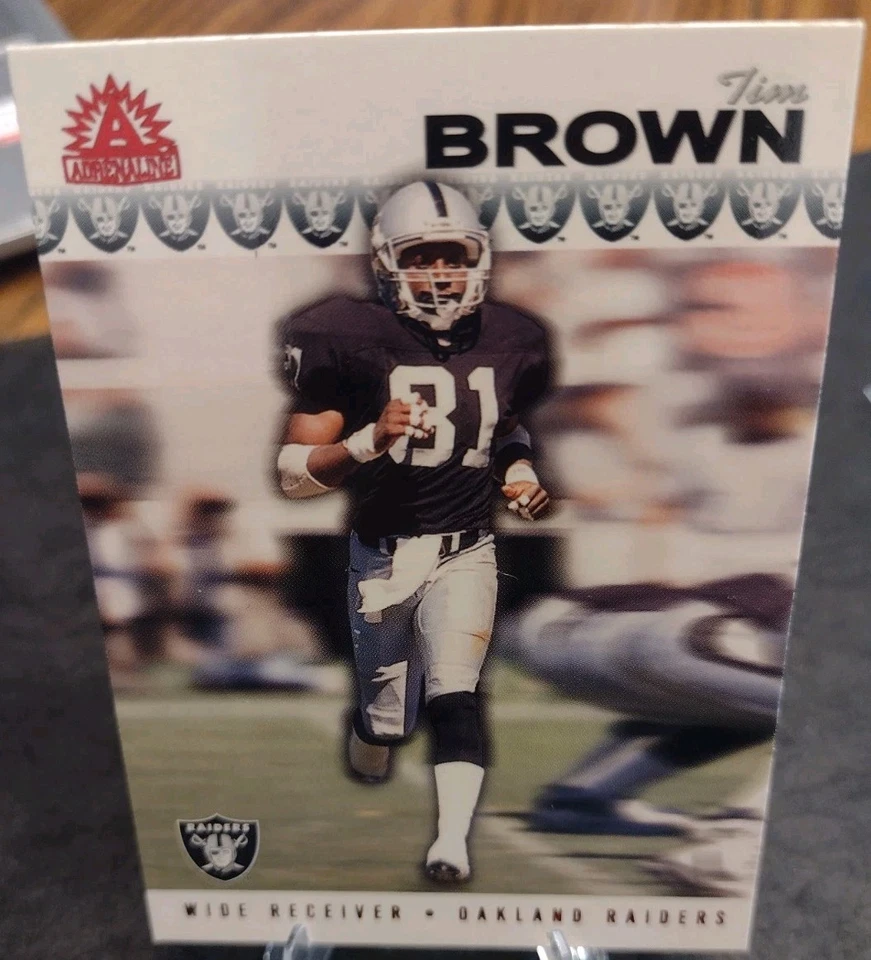 Tim
BROWN
A
ADRENALINE
81
RAIDERS
WIDE RECEIVER • OAKLAND RAIDERS